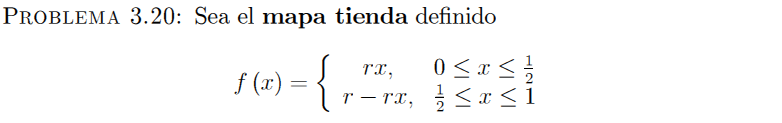 PROBLEMA 3.20: Sea el mapa tienda definido
f (x) = { rx, 0 ≤ x ≤ 1/2
r − rx, 1/2 ≤ x ≤ 1